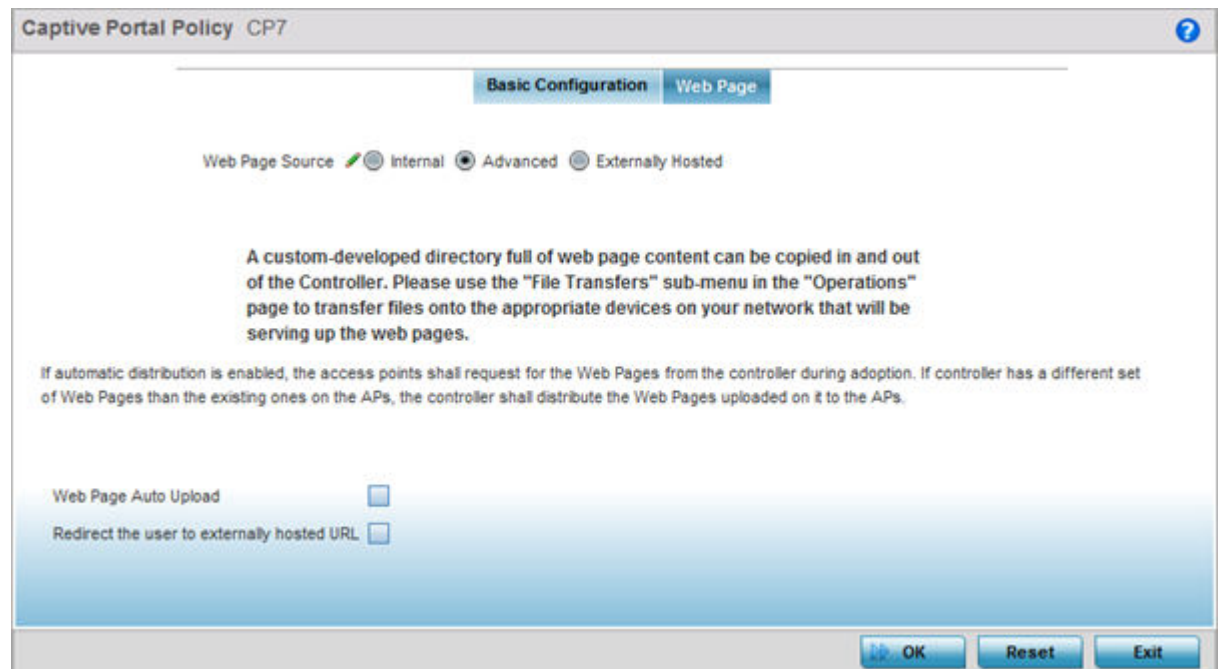 Captive Portal Policy CP7
?
Basic Configuration Web Page
Web Page Source Internal Advanced Externally Hosted
A custom-developed directory full of web page content can be copied in and out
of the Controller. Please use the "File Transfers" sub-menu in the "Operations"
page to transfer files onto the appropriate devices on your network that will be
serving up the web pages.
If automatic distribution is enabled, the access points shall request for the Web Pages from the controller during adoption. If controller has a different set
of Web Pages than the existing ones on the APs, the controller shall distribute the Web Pages uploaded on it to the APs.
Web Page Auto Upload
Redirect the user to externally hosted URL
OK Reset Exit